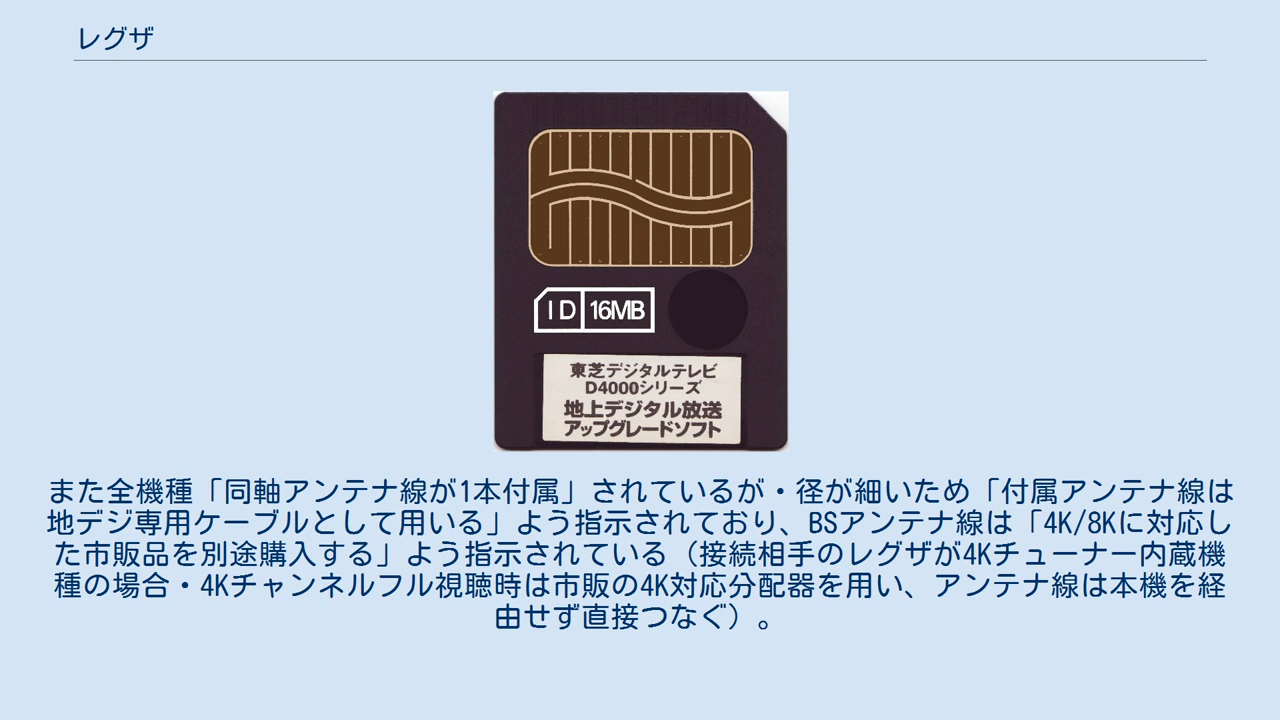 レグザ
ID 16MB
東芝デジタルテレビ
D4000シリーズ
地上デジタル放送
アップグレードソフト
また全機種「同軸アンテナ線が1本付属」されているが・径が細いため「付属アンテナ線は
地デジ専用ケーブルとして用いる」よう指示されており、BSアンテナ線は「4K/8Kに対応し
た市販品を別途購入する」よう指示されている（接続相手のレグザが4Kチューナー内蔵機
種の場合・4Kチャンネルフル視聴時は市販の4K対応分配器を用い、アンテナ線は本機を経
由せず直接つなぐ）。